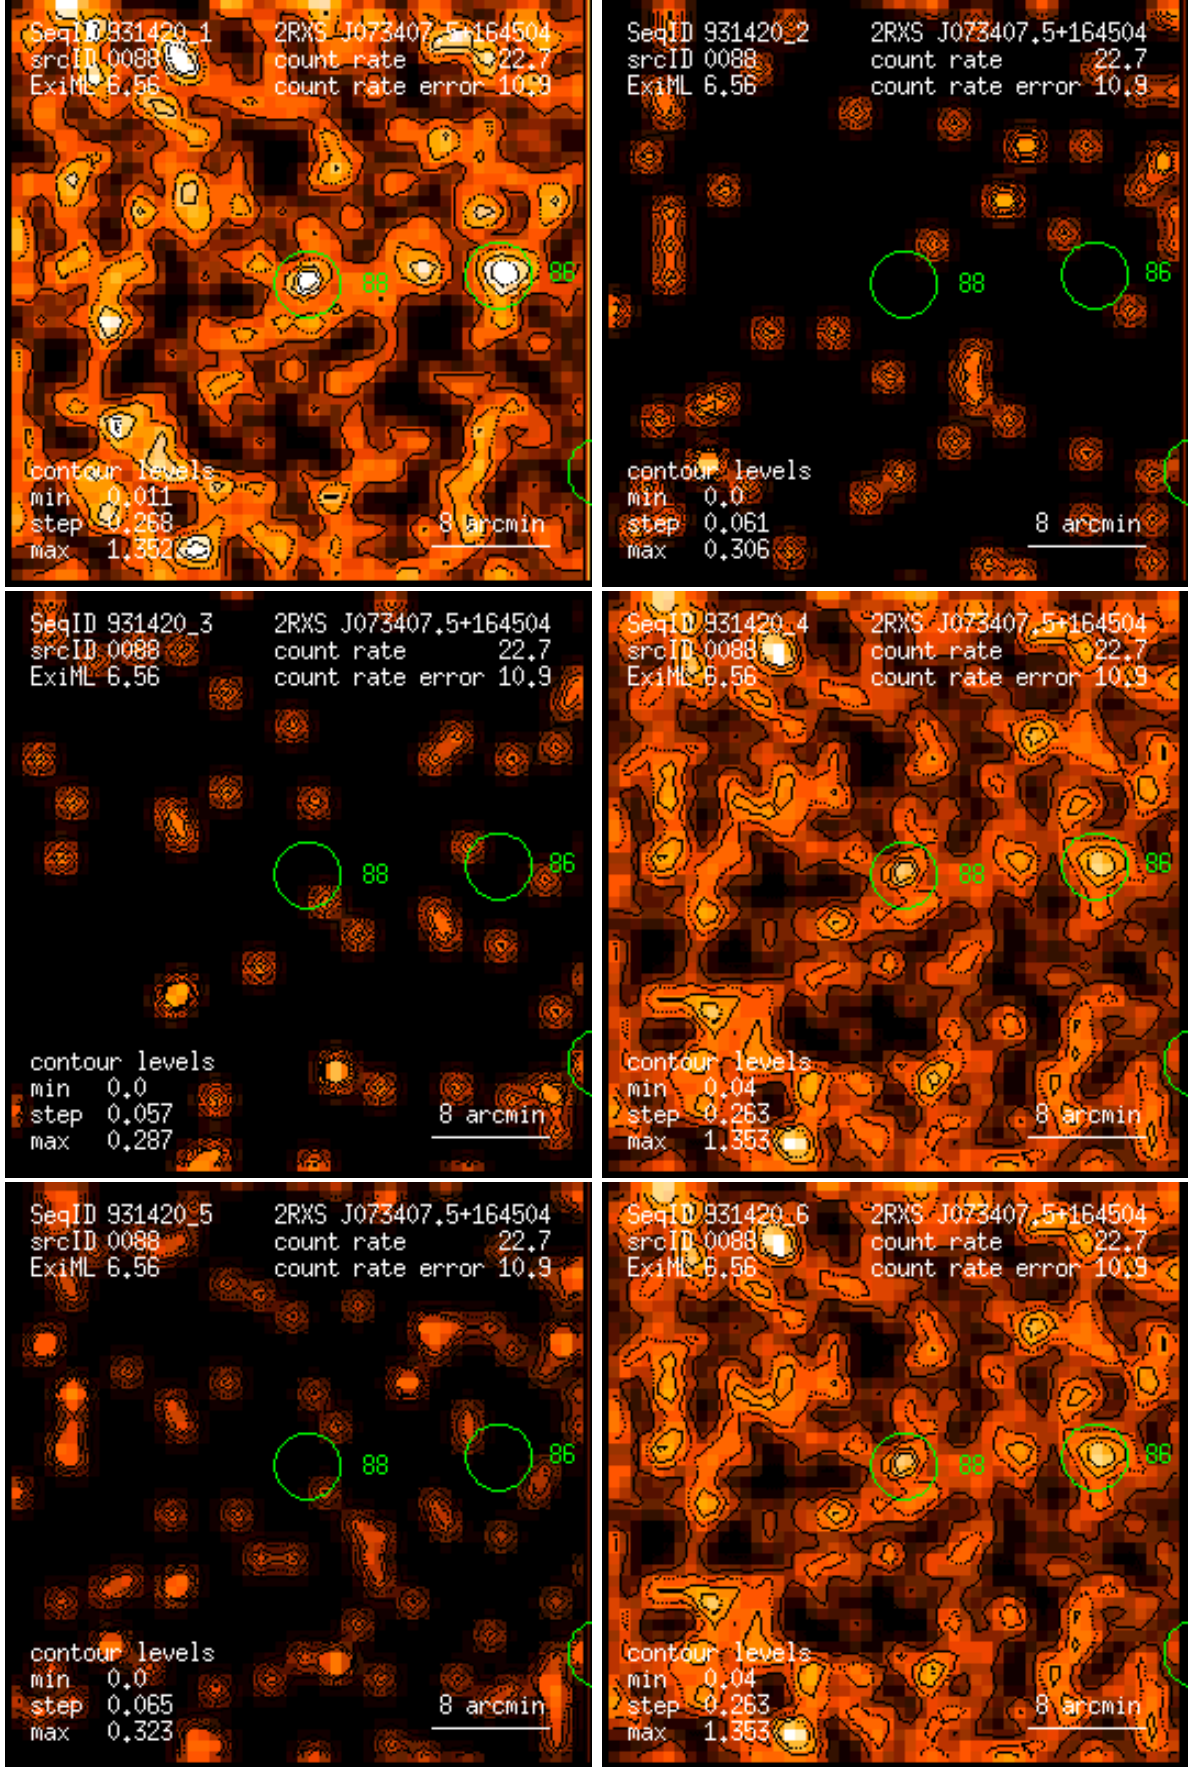 SeqID 931420_1 2RXS J073407.5+164504
srcID 0088 count rate 22.7
ExiML 6.56 count rate error 10.9
88 86
contour levels
min 0.011
step 0.268 8 arcmin
max 1.352
SeqID 931420_2 2RXS J073407.5+164504
srcID 0088 count rate 22.7
ExiML 6.56 count rate error 10.9
88 86
contour levels
min 0.0
step 0.061 8 arcmin
max 0.306
SeqID 931420_3 2RXS J073407.5+164504
srcID 0088 count rate 22.7
ExiML 6.56 count rate error 10.9
88 86
contour levels
min 0.0
step 0.057 8 arcmin
max 0.287
SeqID 931420_4 2RXS J073407.5+164504
srcID 0088 count rate 22.7
ExiML 6.56 count rate error 10.9
88 86
contour levels
min 0.04
step 0.263 8 arcmin
max 1.353
SeqID 931420_5 2RXS J073407.5+164504
srcID 0088 count rate 22.7
ExiML 6.56 count rate error 10.9
88 86
contour levels
min 0.0
step 0.065 8 arcmin
max 0.323
SeqID 931420_6 2RXS J073407.5+164504
srcID 0088 count rate 22.7
ExiML 6.56 count rate error 10.9
88 86
contour levels
min 0.04
step 0.263 8 arcmin
max 1.353